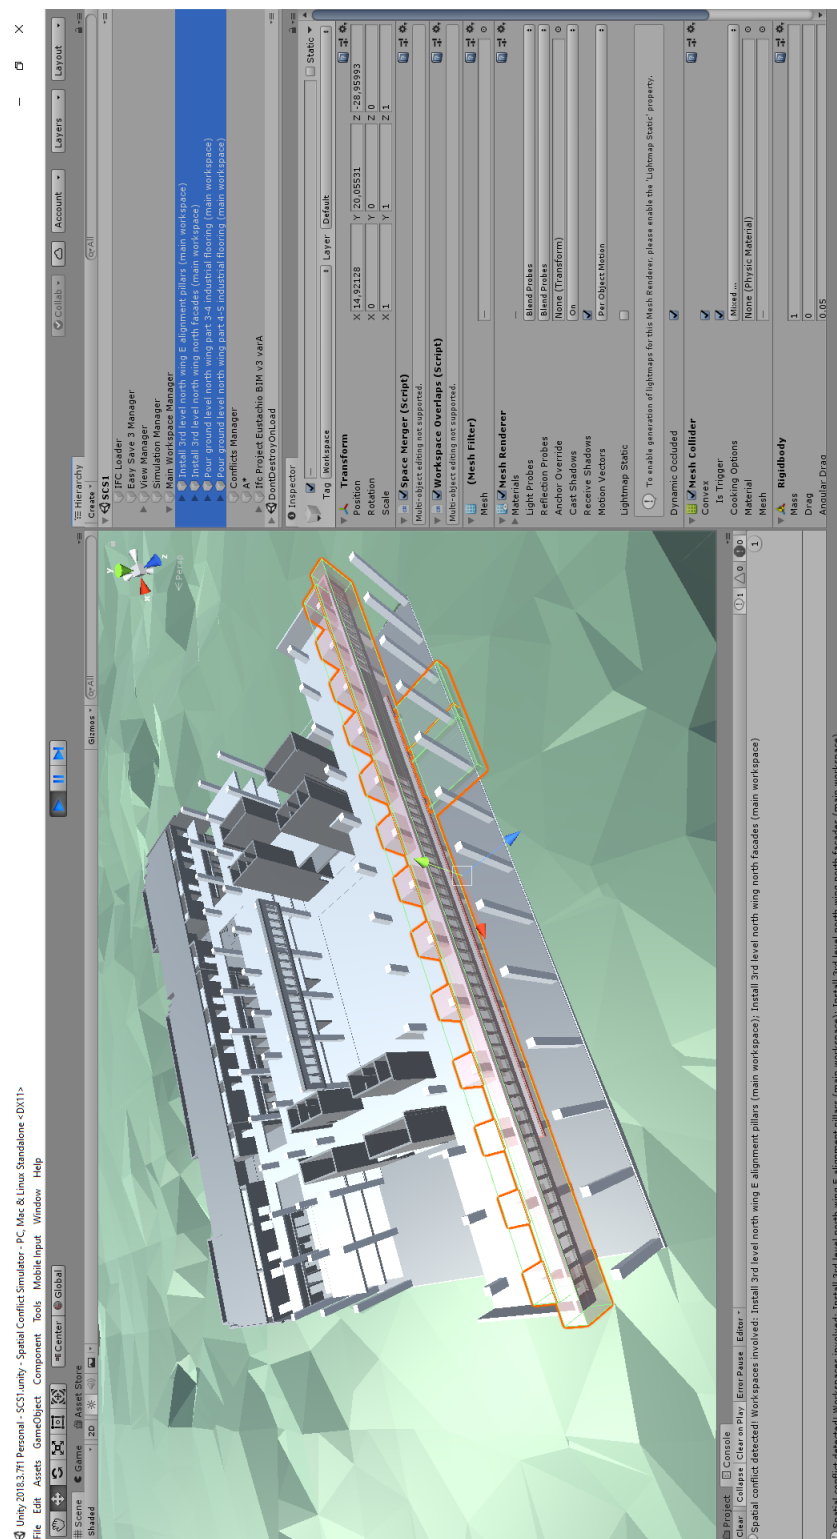 Unity 2018.3.7f1 Personal - SCS1.unity - Spatial Conflict Simulator - PC, Mac & Linux Standalone <DX11>
File Edit Assets GameObject Component Tools Mobile Input Window Help
Center Global
Collab
Account
Layers
Layout
Scene Game Asset Store
Shaded 2D
Gizmos All
y
x
z
Persp
Hierarchy
Create All
SCS1
IFC Loader
Easy Save 3 Manager
View Manager
Simulation Manager
Main Workspace Manager
Install 3rd level north wing E alignment pillars (main workspace)
Install 3rd level north wing north facades (main workspace)
Pour ground level north wing part 3-4 industrial flooring (main workspace)
Pour ground level north wing part 4-5 industrial flooring (main workspace)
Conflicts Manager
A*
Ifc Project Eustachio BIM v3 varA
DontDestroyOnLoad
Inspector
— Static
Tag Workspace Layer Default
Transform
Position X 14,92128 Y 20,05531 Z -28,95993
Rotation X 0 Y 0 Z 0
Scale X 1 Y 1 Z 1
Space Merger (Script)
Multi-object editing not supported.
Workspace Overlaps (Script)
Multi-object editing not supported.
(Mesh Filter)
Mesh —
Mesh Renderer
Materials —
Light Probes Blend Probes
Reflection Probes Blend Probes
Anchor Override None (Transform)
Cast Shadows On
Receive Shadows
Motion Vectors Per Object Motion
Lightmap Static
To enable generation of lightmaps for this Mesh Renderer, please enable the 'Lightmap Static' property.
Dynamic Occluded
Mesh Collider
Convex
Is Trigger
Cooking Options Mixed ...
Material None (Physic Material)
Mesh —
Rigidbody
Mass 1
Drag 0
Angular Drag 0.05
Project Console
Clear Collapse Clear on Play Error Pause Editor
1 0 0
Spatial conflict detected! Workspaces involved: Install 3rd level north wing E alignment pillars (main workspace); Install 3rd level north wing north facades (main workspace) 1